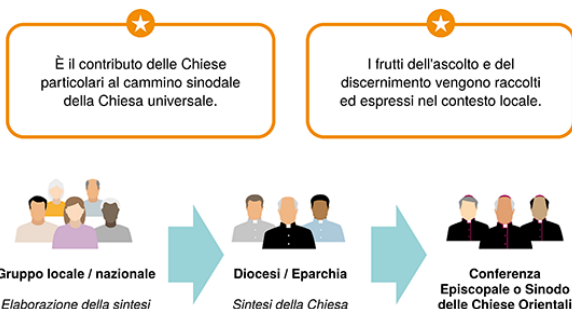 È il contributo delle Chiese
particolari al cammino sinodale
della Chiesa universale.
I frutti dell'ascolto e del
discernimento vengono raccolti
ed espressi nel contesto locale.
Gruppo locale / nazionale
Elaborazione della sintesi
Diocesi / Eparchia
Sintesi della Chiesa
Conferenza
Episcopale o Sinodo
delle Chiese Orientali